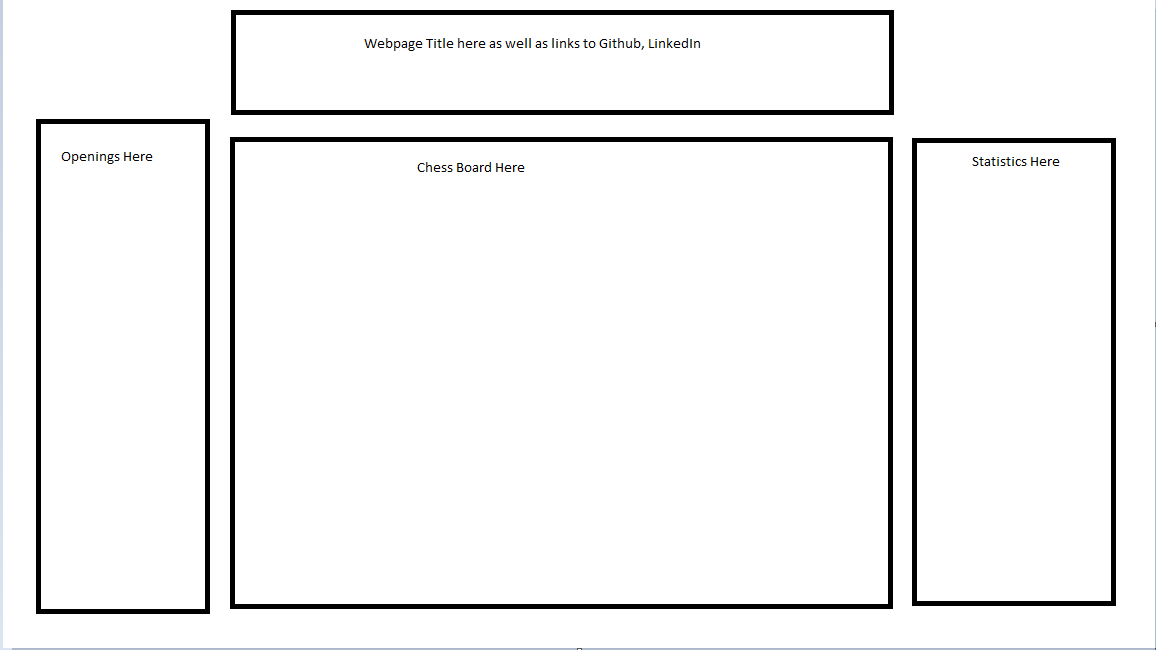 Webpage Title here as well as links to Github, LinkedIn
Openings Here
Chess Board Here
Statistics Here